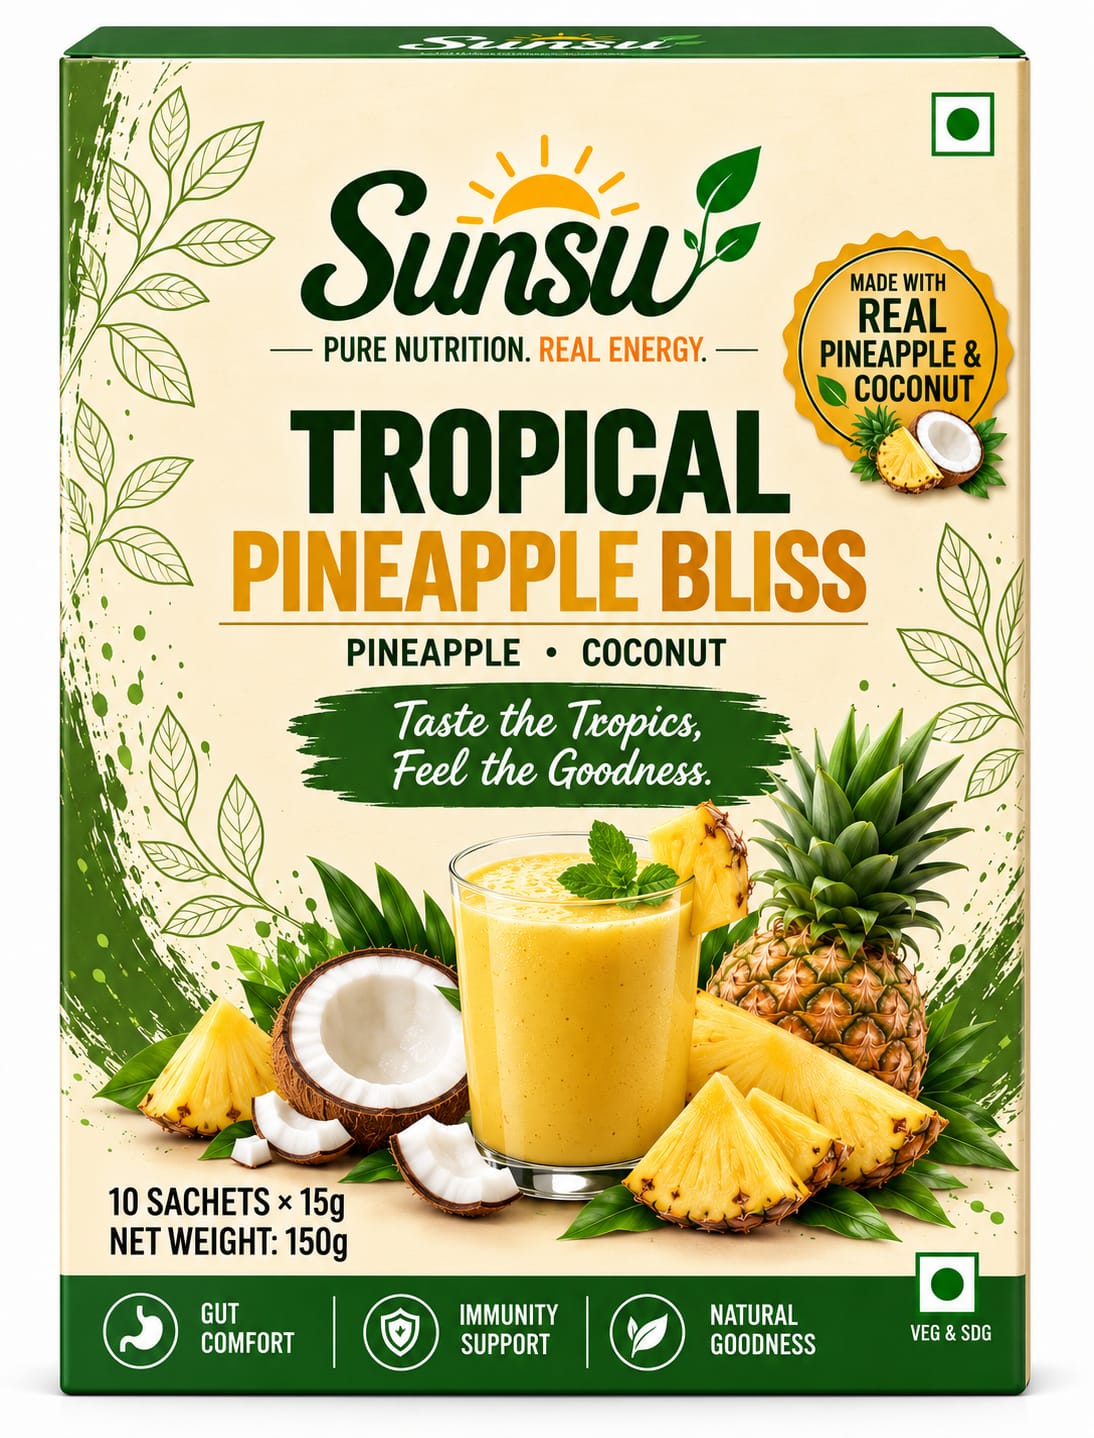 Sunsu
Sunsu
PURE NUTRITION. REAL ENERGY.
MADE WITH
REAL
PINEAPPLE &
COCONUT
TROPICAL
PINEAPPLE BLISS
PINEAPPLE • COCONUT
Taste the Tropics,
Feel the Goodness.
10 SACHETS × 15g
NET WEIGHT: 150g
GUT
COMFORT
IMMUNITY
SUPPORT
NATURAL
GOODNESS
VEG & SDG